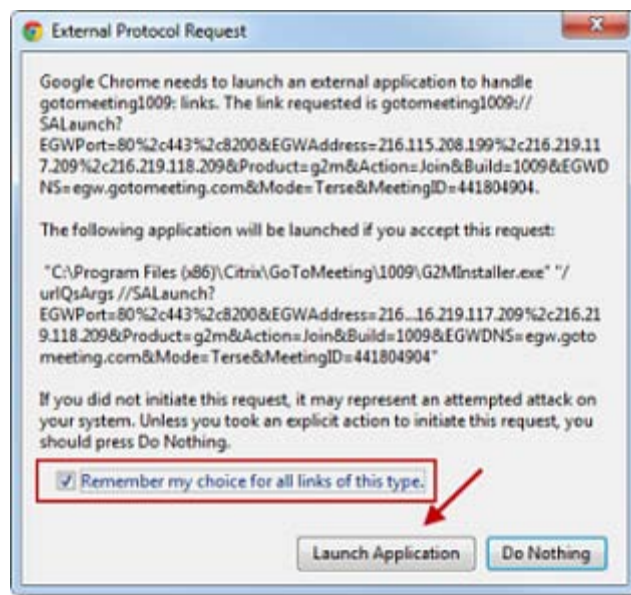 External Protocol Request
Google Chrome needs to launch an external application to handle
gotomeeting1009: links. The link requested is gotomeeting1009://
SALaunch?
EGWPort=80%2c443%2c8200&EGWAddress=216.115.208.199%2c216.219.11
7.209%2c216.219.118.209&Product=g2m&Action=Join&Build=1009&EGWD
NS=egw.gotomeeting.com&Mode=Terse&MeetingID=441804904.
The following application will be launched if you accept this request:
"C:\Program Files (x86)\Citrix\GoToMeeting\1009\G2MInstaller.exe" "/
urlQsArgs //SALaunch?
EGWPort=80%2c443%2c8200&EGWAddress=216...16.219.117.209%2c216.21
9.118.209&Product=g2m&Action=Join&Build=1009&EGWDNS=egw.goto
meeting.com&Mode=Terse&MeetingID=441804904"
If you did not initiate this request, it may represent an attempted attack on
your system. Unless you took an explicit action to initiate this request, you
should press Do Nothing.
Remember my choice for all links of this type.
Launch Application
Do Nothing